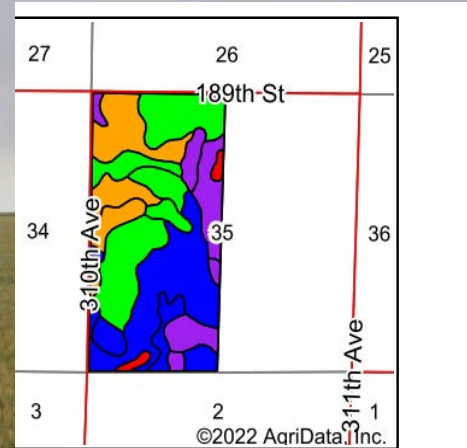 27 26 25
189th St
34 35 36
310th Ave
311th Ave
3 2 1
©2022 AgriData, Inc.